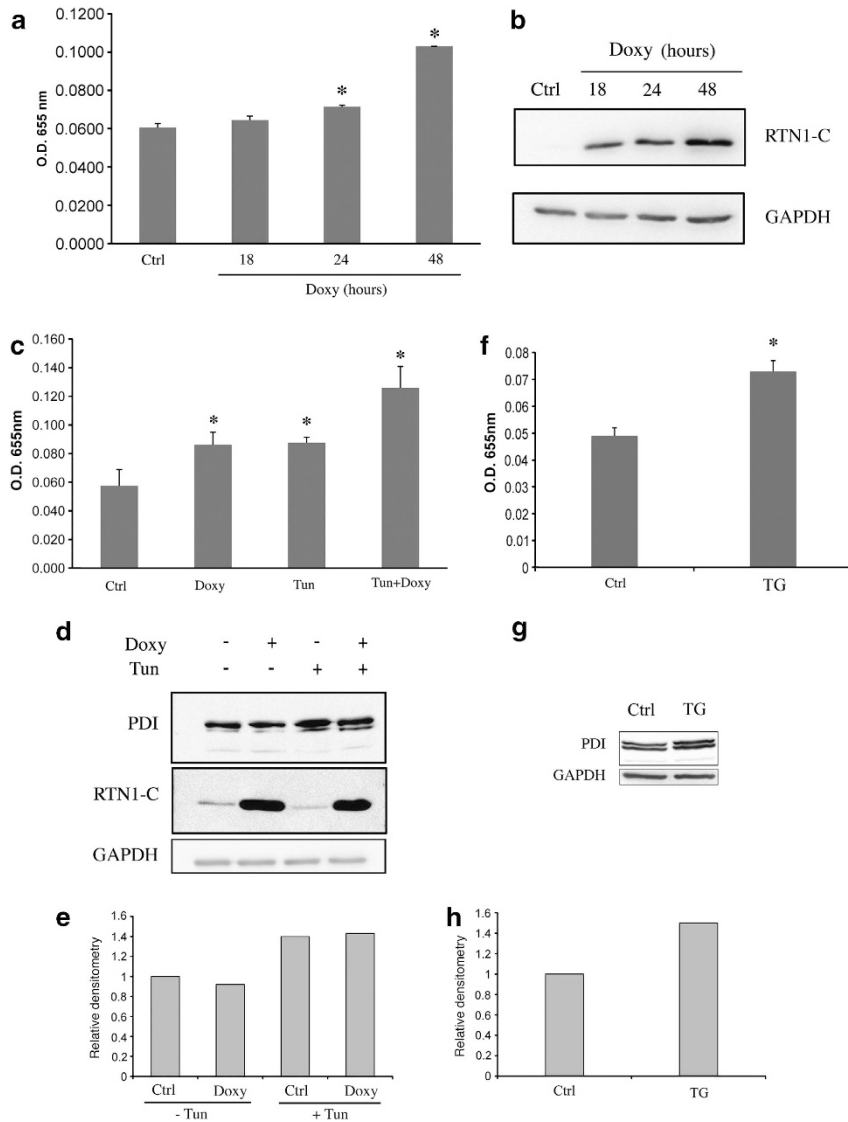 a
0.1200
0.1000
0.0800
0.0600
0.0400
0.0200
0.0000
O.D. 655 nm
*
*
Ctrl
18
24
48
Doxy (hours)
b
Doxy (hours)
Ctrl
18
24
48
RTN1-C
GAPDH
c
0.160
0.140
0.120
0.100
0.080
0.060
0.040
0.020
0.000
O.D. 655nm
*
*
*
Ctrl
Doxy
Tun
Tun+Doxy
f
0.08
0.07
0.06
0.05
0.04
0.03
0.02
0.01
0
O.D. 655nm
*
Ctrl
TG
d
Doxy - + - +
Tun - - + +
PDI
RTN1-C
GAPDH
g
Ctrl TG
PDI
GAPDH
e
1.6
1.4
1.2
1
0.8
0.6
0.4
0.2
0
Relative densitometry
Ctrl
Doxy
Ctrl
Doxy
- Tun
+ Tun
h
1.6
1.4
1.2
1
0.8
0.6
0.4
0.2
0
Relative densitometry
Ctrl
TG